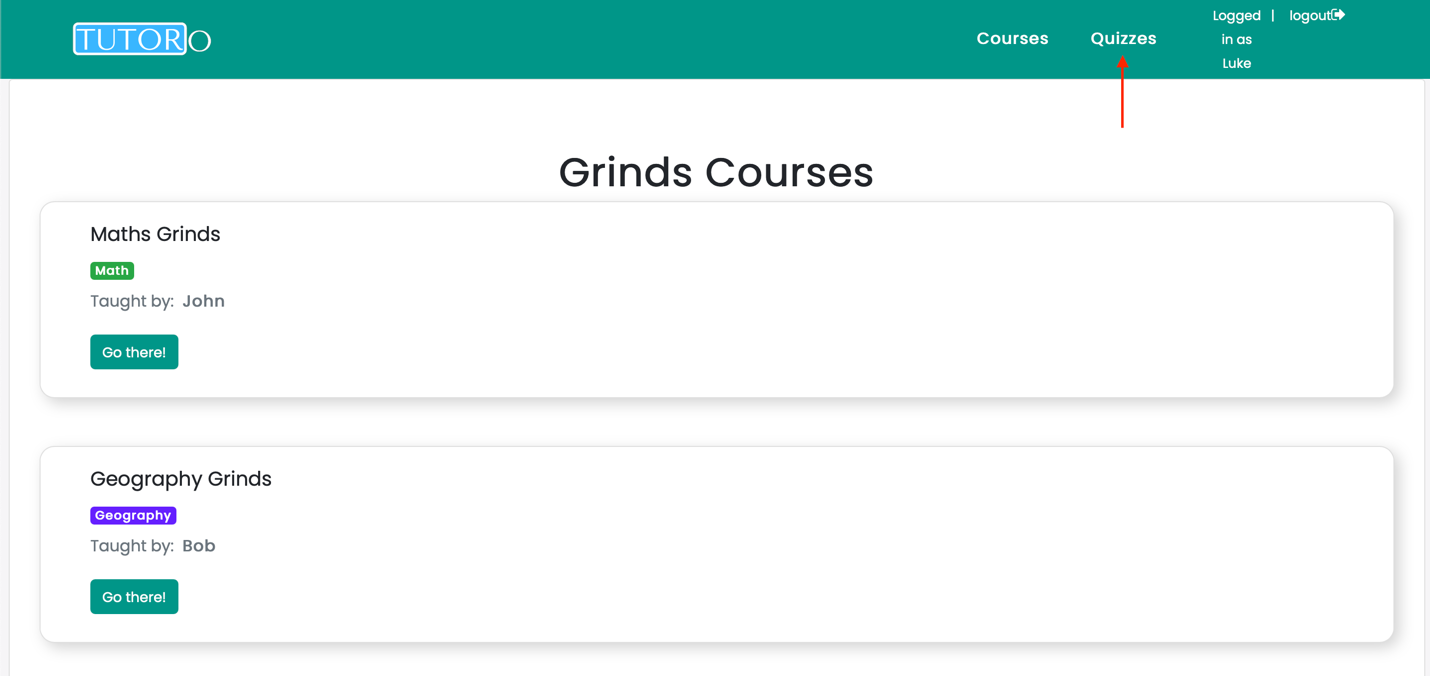 TUTORO
Courses
Quizzes
Logged in as Luke
|
logout
Grinds Courses
Maths Grinds
Math
Taught by: John
Go there!
Geography Grinds
Geography
Taught by: Bob
Go there!